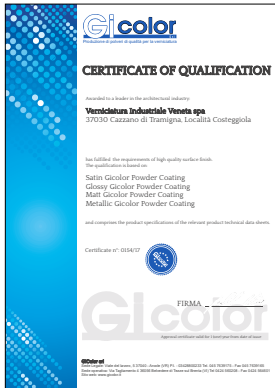 Gicolor
Produzione di polveri di qualità per la verniciatura
CERTIFICATE OF QUALIFICATION
Awarded to a leader in the architectural industry:
Verniciatura Industriale Veneta spa
37030 Cazzano di Tramigna, Località Costeggiola
has fulfilled the requirements of high quality surface finish.
The qualification is based on:
Satin Gicolor Powder Coating
Glossy Gicolor Powder Coating
Matt Gicolor Powder Coating
Metallic Gicolor Powder Coating
and comprises the product specifications of the relevant product technical data sheets.
Certificate n° 0154/17
FIRMA
Gicolor
Approval certificate valid for 1 (one) year from date of issue
GiColor srl